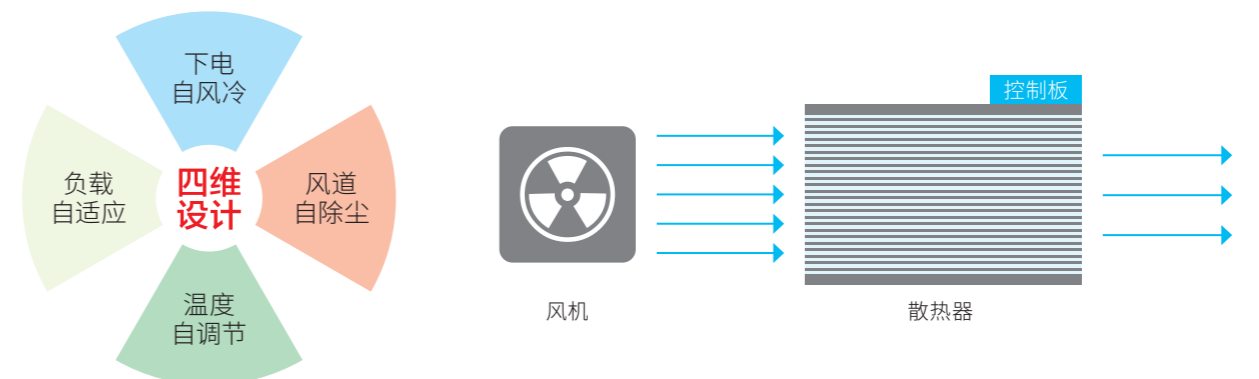 下电
自风冷
负载
自适应
四维
设计
风道
自除尘
温度
自调节
控制板
风机
散热器